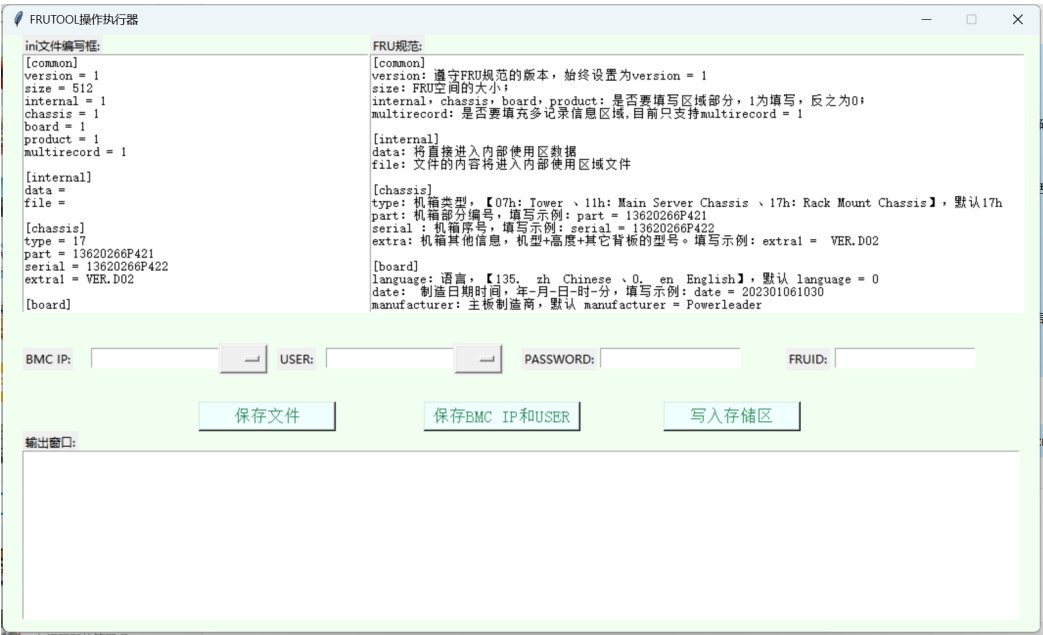 FRUTOOL操作执行器
ini文件编写框:
[common]
version = 1
size = 512
internal = 1
chassis = 1
board = 1
product = 1
multirecord = 1
[internal]
data =
file =
[chassis]
type = 17
part = 13620266P421
serial = 13620266P422
extra1 = VER.D02
[board]
FRU规范:
[common]
version: 遵守FRU规范的版本，始终设置为version = 1
size: FRU空间的大小;
internal，chassis，board，product: 是否要填写区域部分，1为填写，反之为0;
multirecord: 是否要填充多记录信息区域,目前只支持multirecord = 1
[internal]
data: 将直接进入内部使用区数据
file: 文件的内容将进入内部使用区域文件
[chassis]
type: 机箱类型，【07h: Tower 、11h: Main Server Chassis 、17h: Rack Mount Chassis】，默认17h
part: 机箱部分编号，填写示例: part = 13620266P421
serial : 机箱序号，填写示例: serial = 13620266P422
extra: 机箱其他信息，机型+高度+其它背板的型号。填写示例: extra1 =  VER.D02
[board]
language: 语言，【135.  zh  Chinese 、0.  en  English】，默认 language = 0
date:  制造日期时间，年-月-日-时-分，填写示例: date = 202301061030
manufacturer: 主板制造商，默认 manufacturer = Powerleader
BMC IP: USER: PASSWORD: FRUID:
保存文件 保存BMC IP和USER 写入存储区
输出窗口: